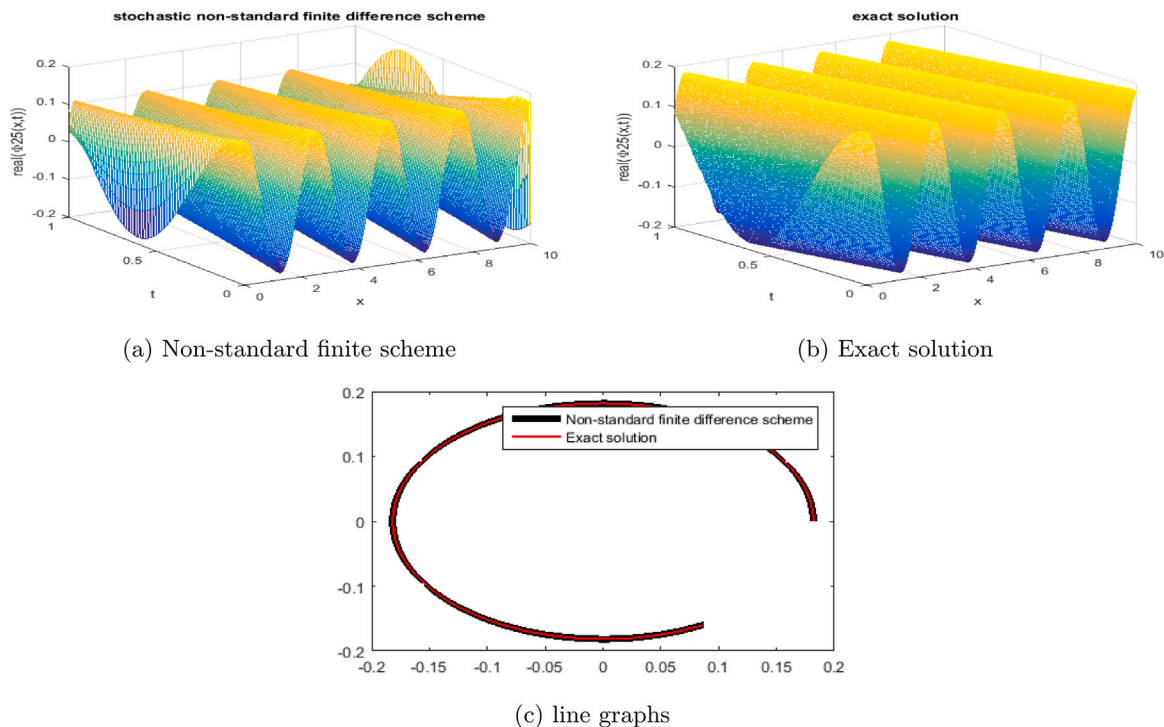 stochastic non-standard finite difference scheme
0.2
0.1
0
-0.1
-0.2
real(Φ25(x,t)
1
0.5
0
t
0
2
4
6
8
10
x
(a) Non-standard finite scheme
exact solution
0.2
0.1
0
-0.1
-0.2
real(Φ25(x,t)
1
0.5
0
t
0
2
4
6
8
10
x
(b) Exact solution
0.2
0.1
0
-0.1
-0.2
Non-standard finite difference scheme
Exact solution
-0.2 -0.15 -0.1 -0.05 0 0.05 0.1 0.15 0.2
(c) line graphs